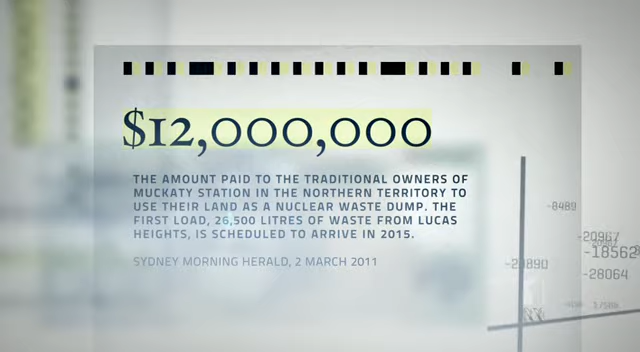 $12,000,000
THE AMOUNT PAID TO THE TRADITIONAL OWNERS OF
MUCKATY STATION IN THE NORTHERN TERRITORY TO
USE THEIR LAND AS A NUCLEAR WASTE DUMP. THE
FIRST LOAD, 26,500 LITRES OF WASTE FROM LUCAS
HEIGHTS, IS SCHEDULED TO ARRIVE IN 2015.
SYDNEY MORNING HERALD, 2 MARCH 2011
-8489
-20967
-18562
-28064